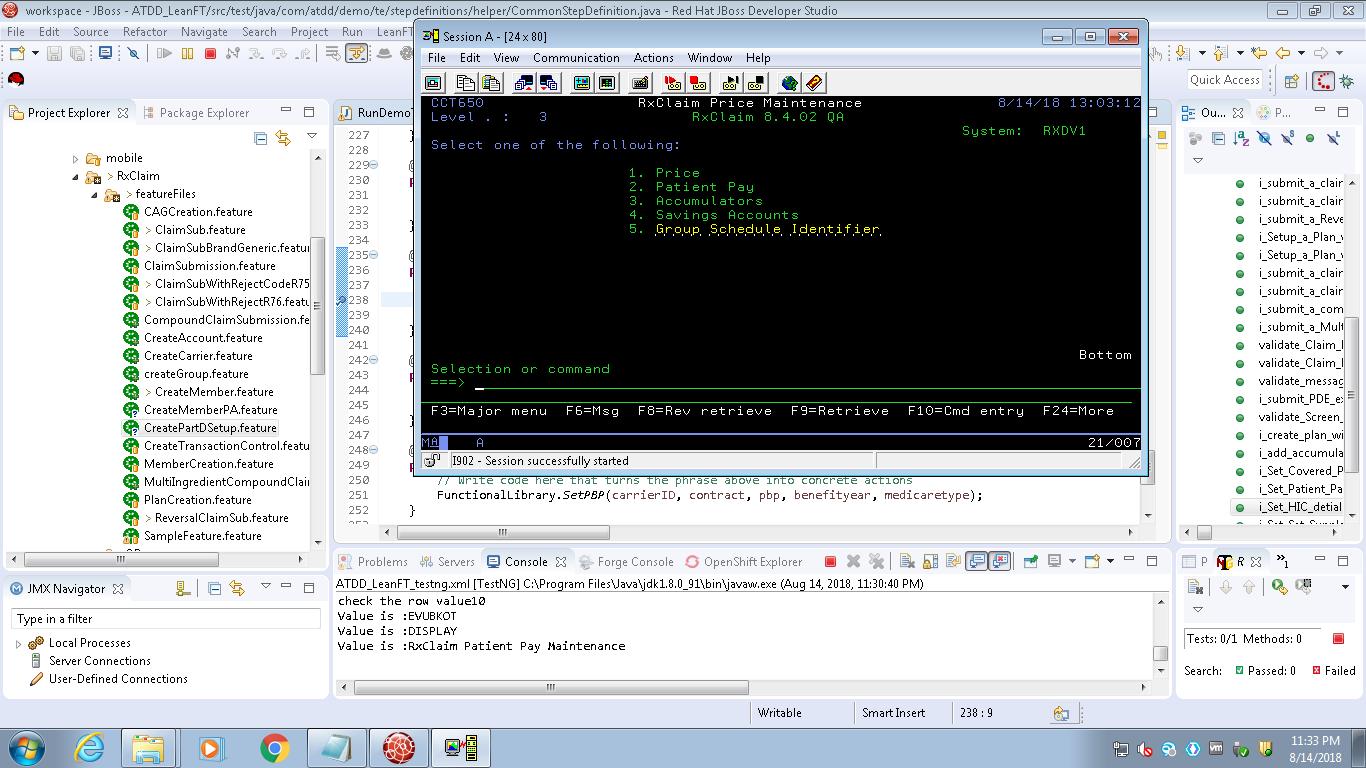 workspace - JBoss - ATDD_LeanFT/src/test/java/com/atdd/demo/te/stepdefinitions/helper/CommonStepDefinition.java - Red Hat JBoss Developer Studio
File Edit Source Refactor Navigate Search Project Run LeanFT
Quick Access
Project Explorer
Package Explorer
mobile
> RxClaim
> featureFiles
CAGCreation.feature
> ClaimSub.feature
> ClaimSubBrandGeneric.featur
ClaimSubmission.feature
> ClaimSubWithRejectCodeR75
> ClaimSubWithRejectR76.featu
CompoundClaimSubmission.fe
CreateAccount.feature
CreateCarrier.feature
createGroup.feature
> CreateMember.feature
CreateMemberPA.feature
CreatePartDSetup.feature
CreateTransactionControl.featu
MemberCreation.feature
MultiIngredientCompoundClai
PlanCreation.feature
> ReversalClaimSub.feature
SampleFeature.feature
RunDemoT
227
228
229
230
231
232
233
234
235
236
237
238
239
240
241
242
243
244
245
246
247
248
249
250 // Write code here that turns the phrase above into concrete actions
251 FunctionalLibrary.SetPBP(carrierID, contract, pbp, benefityear, medicaretype);
252 }
Session A - [24 x 80]
File Edit View Communication Actions Window Help
CCT650 RxClaim Price Maintenance 8/14/18 13:03:12
Level . : 3 RxClaim 8.4.02 QA
System: RXDV1
Select one of the following:
1. Price
2. Patient Pay
3. Accumulators
4. Savings Accounts
5. Group Schedule Identifier
Bottom
Selection or command
===>
F3=Major menu F6=Msg F8=Rev retrieve F9=Retrieve F10=Cmd entry F24=More
MA A 21/007
I902 - Session successfully started
Ou...
P...
i_submit_a_clair
i_submit_a_clair
i_submit_a_Reve
i_Setup_a_Plan_v
i_Setup_a_Plan_v
i_submit_a_clair
i_submit_a_clair
i_submit_a_com
i_submit_a_Mult
validate_Claim_I
validate_Claim_I
validate_messag
i_submit_PDE_ex
validate_Screen_
i_create_plan_wi
i_add_accumula
i_Set_Covered_P
i_Set_Patient_Pa
i_Set_HIC_detial
JMX Navigator
Type in a filter
Local Processes
Server Connections
User-Defined Connections
Problems Servers Console Forge Console OpenShift Explorer
ATDD_LeanFT_testng.xml [TestNG] C:\Program Files\Java\jdk1.8.0_91\bin\javaw.exe (Aug 14, 2018, 11:30:40 PM)
check the row value10
Value is :EVUBKOT
Value is :DISPLAY
Value is :RxClaim Patient Pay Maintenance
P R »1
Tests: 0/1 Methods: 0
Search: Passed: 0 Failed
Writable Smart Insert 238 : 9
11:33 PM
8/14/2018